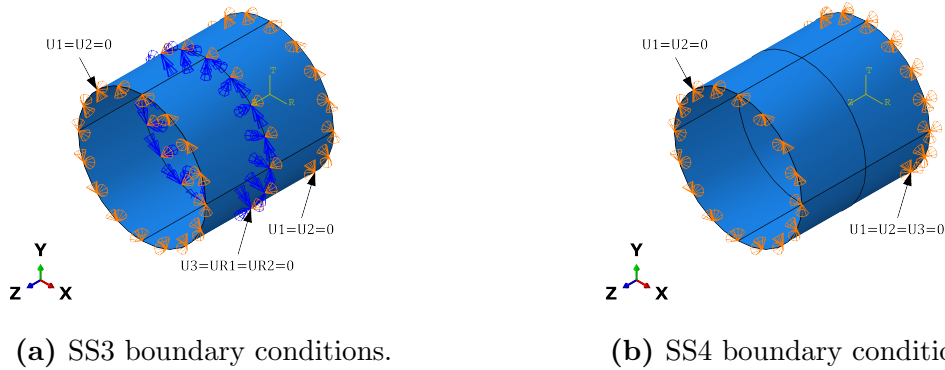 U1=U2=0
T
R
U1=U2=0
U3=UR1=UR2=0
Y
Z
X
(a) SS3 boundary conditions.
U1=U2=0
T
Z
R
U1=U2=U3=0
Y
Z
X
(b) SS4 boundary conditio